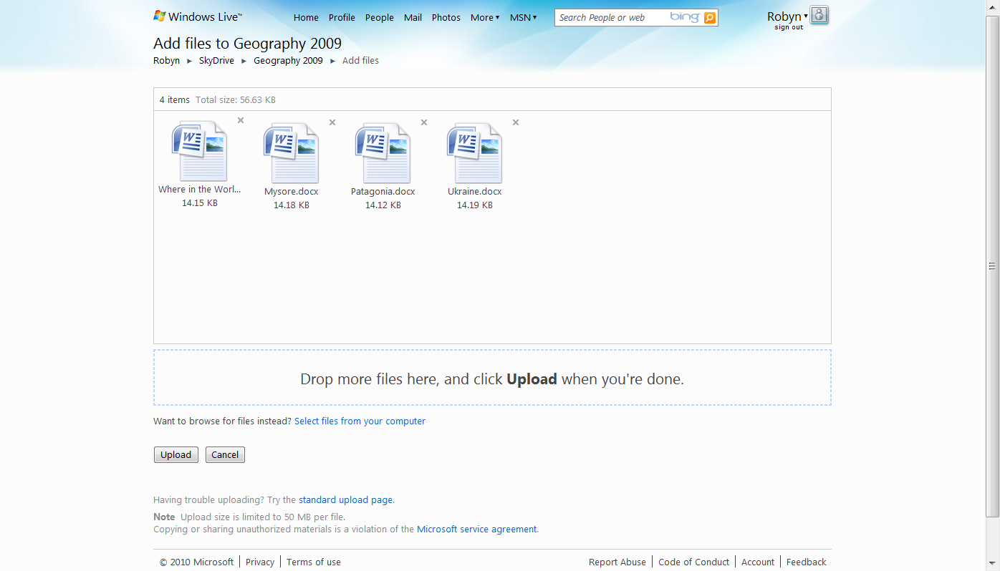 Windows Live™ Home Profile People Mail Photos More MSN Search People or web bing Robyn
sign out
Add files to Geography 2009
Robyn ► SkyDrive ► Geography 2009 ► Add files
4 items Total size: 56.63 KB
Where in the Worl... Mysore.docx Patagonia.docx Ukraine.docx
14.15 KB 14.18 KB 14.12 KB 14.19 KB
Drop more files here, and click Upload when you're done.
Want to browse for files instead? Select files from your computer
Upload Cancel
Having trouble uploading? Try the standard upload page.
Note Upload size is limited to 50 MB per file.
Copying or sharing unauthorized materials is a violation of the Microsoft service agreement.
© 2010 Microsoft Privacy Terms of use Report Abuse Code of Conduct Account Feedback